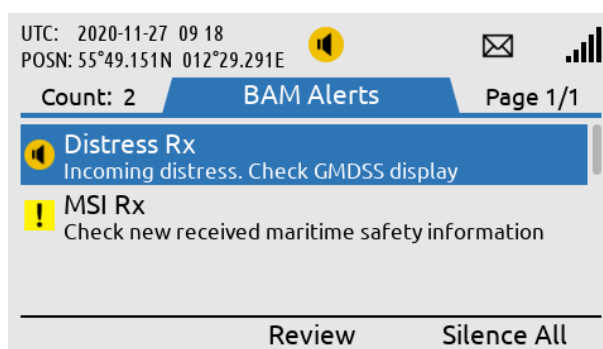 UTC: 2020-11-27 09 18
POSN: 55°49.151N 012°29.291E
Count: 2 BAM Alerts Page 1/1
Distress Rx
Incoming distress. Check GMDSS display
! MSI Rx
Check new received maritime safety information
Review Silence All